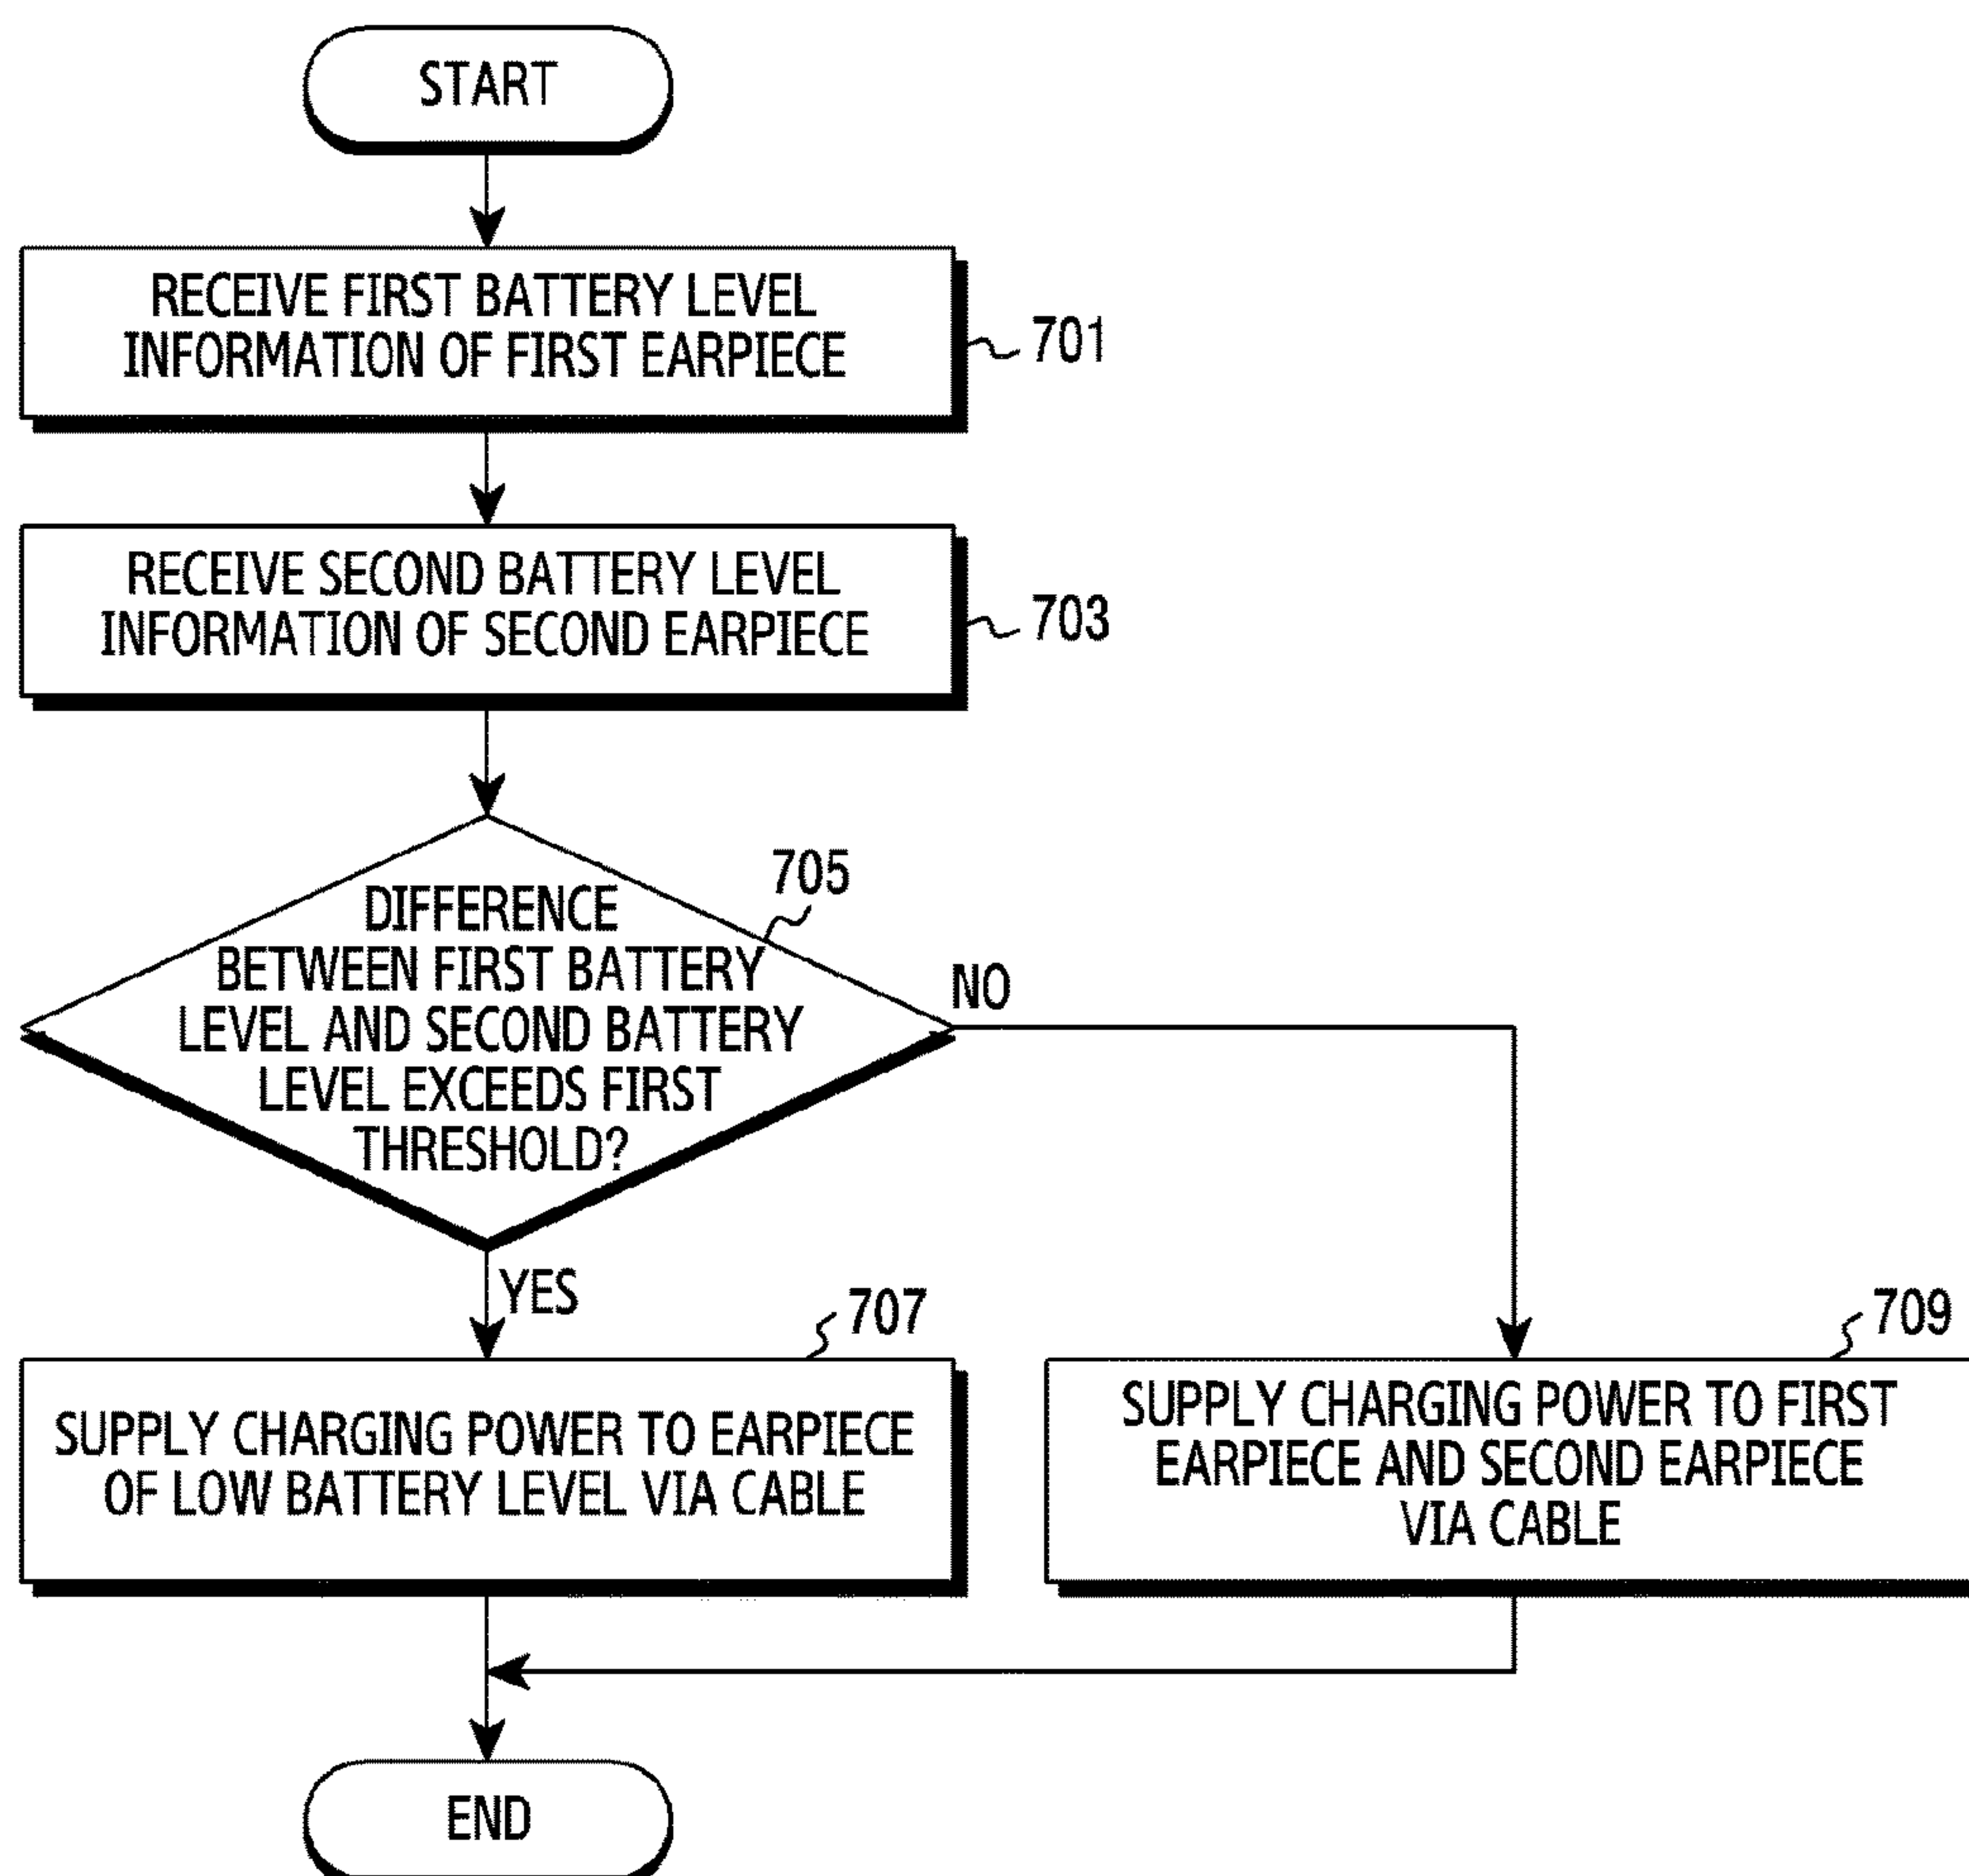 START
RECEIVE FIRST BATTERY LEVEL
INFORMATION OF FIRST EARPIECE
701
RECEIVE SECOND BATTERY LEVEL
INFORMATION OF SECOND EARPIECE
703
705
DIFFERENCE
BETWEEN FIRST BATTERY
LEVEL AND SECOND BATTERY
LEVEL EXCEEDS FIRST
THRESHOLD?
NO
YES
707
SUPPLY CHARGING POWER TO EARPIECE
OF LOW BATTERY LEVEL VIA CABLE
709
SUPPLY CHARGING POWER TO FIRST
EARPIECE AND SECOND EARPIECE
VIA CABLE
END